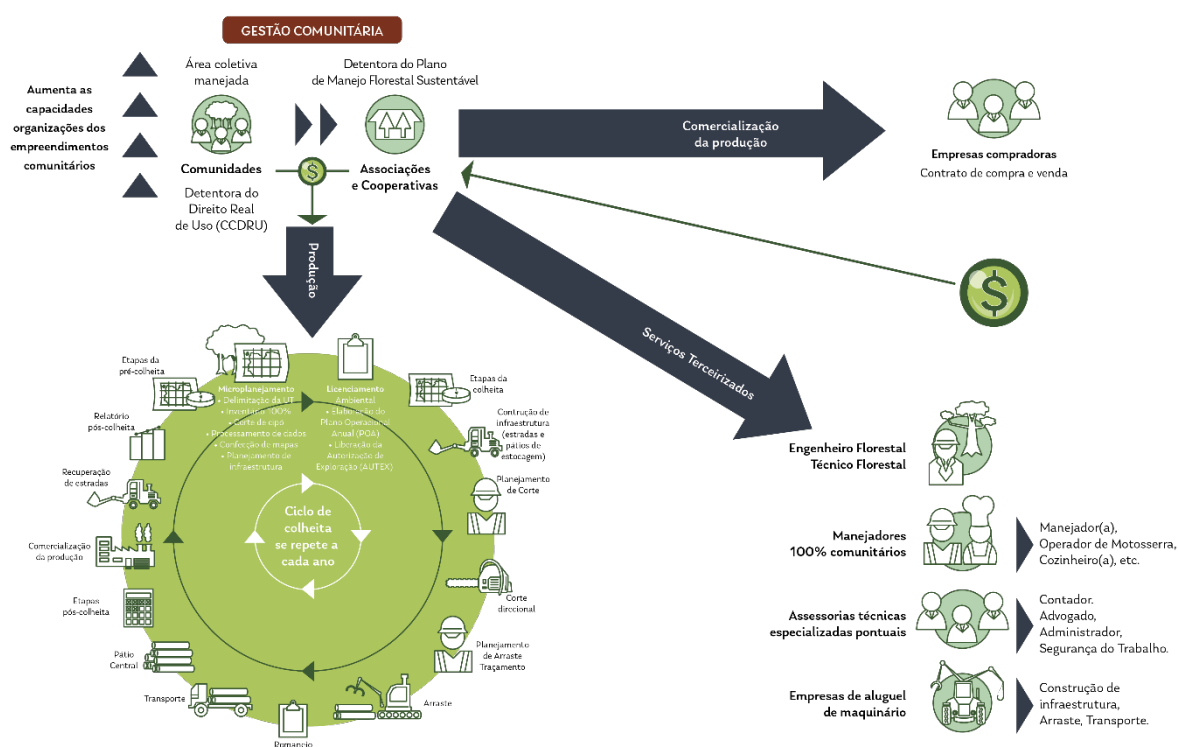 GESTÃO COMUNITÁRIA
Aumenta as
capacidades
organizações dos
empreendimentos
comunitários
Área coletiva
manejada
Comunidades
Detentora do
Direito Real
de Uso (CCDRU)
$
Detentora do Plano
de Manejo Florestal Sustentável
Associações
e Cooperativas
Comercialização
da produção
Empresas compradoras
Contrato de compra e venda
$
Produção
Serviços Terceirizados
Etapas da
pré-colheita
Microplanejamento
• Delimitação da UT
• Inventário 100%
• Corte de cipó
• Processamento de dados
• Confecção de mapas
• Planejamento de
infraestrutura
Licenciamento
Ambiental
• Elaboração do
Plano Operacional
Anual (POA)
• Liberação da
Autorização de
Exploração (AUTEX)
Etapas da
colheita
Contrução de
infraestrutura
(estradas e
pátios de
estocagem)
Planejamento
de Corte
Corte
direcional
Planejamento
de Arraste
Traçamento
Arraste
Romaneio
Transporte
Pátio
Central
Etapas
pós-colheita
Comercialização
da produção
Recuperação
de estradas
Relatório
pós-colheita
Ciclo de
colheita
se repete a
cada ano
Engenheiro Florestal
Técnico Florestal
Manejadores
100% comunitários
Manejador(a),
Operador de Motosserra,
Cozinheiro(a), etc.
Assessorias técnicas
especializadas pontuais
Contador.
Advogado,
Administrador,
Segurança do Trabalho.
Empresas de aluguel
de maquinário
Construção de
infraestrutura,
Arraste, Transporte.